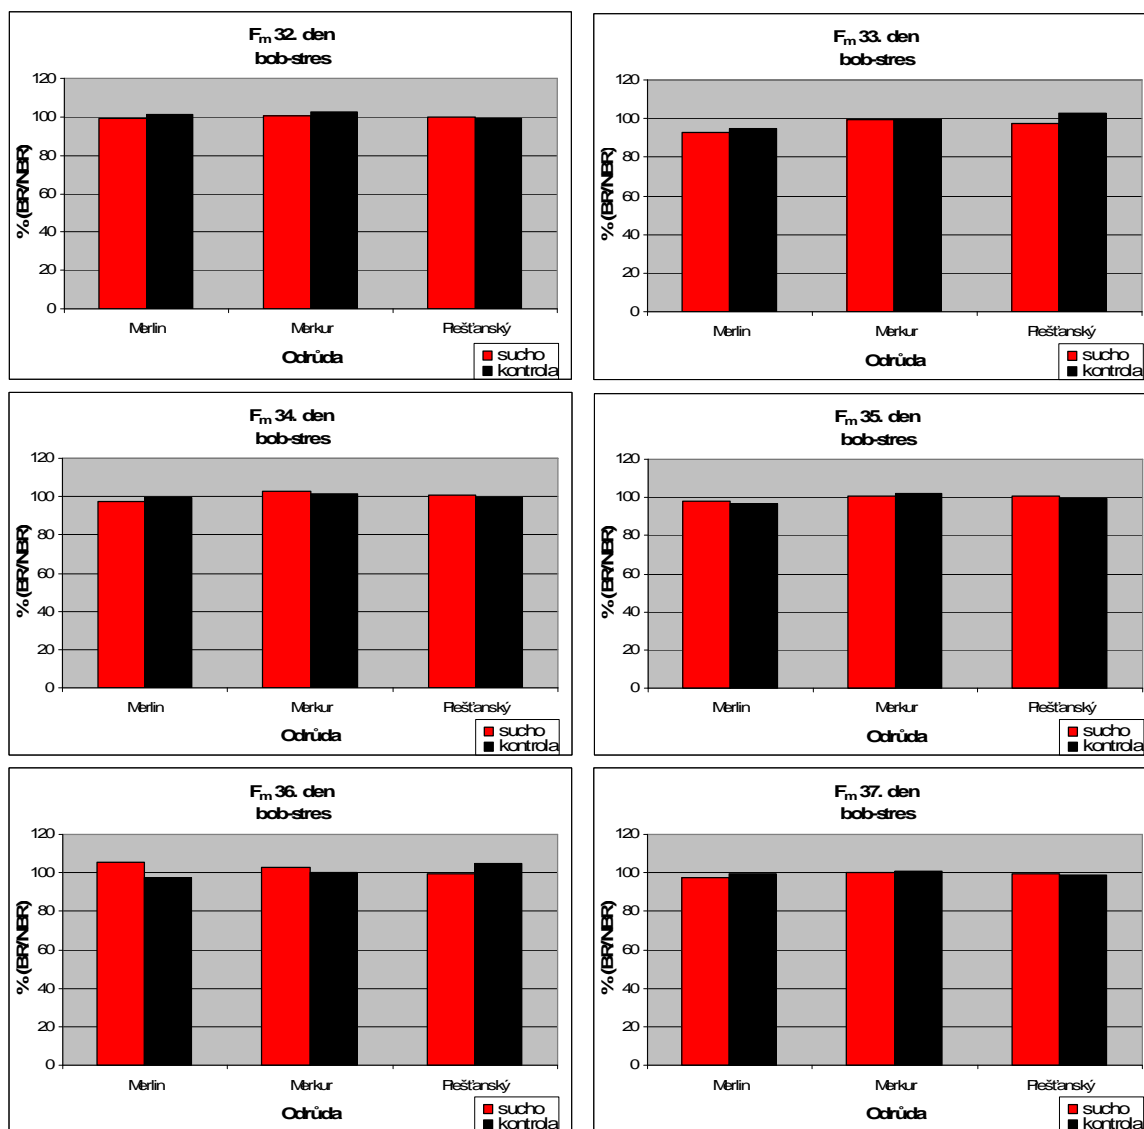 Fm 32. den
bob-stres
% (BR/NBR)
120
100
80
60
40
20
0
Merlin Merkur Přešťanský
Odrůda
sucho
kontrola
Fm 33. den
bob-stres
% (BR/NBR)
120
100
80
60
40
20
0
Merlin Merkur Přešťanský
Odrůda
sucho
kontrola
Fm 34. den
bob-stres
% (BR/NBR)
120
100
80
60
40
20
0
Merlin Merkur Přešťanský
Odrůda
sucho
kontrola
Fm 35. den
bob-stres
% (BR/NBR)
120
100
80
60
40
20
0
Merlin Merkur Přešťanský
Odrůda
sucho
kontrola
Fm 36. den
bob-stres
% (BR/NBR)
120
100
80
60
40
20
0
Merlin Merkur Přešťanský
Odrůda
sucho
kontrola
Fm 37. den
bob-stres
% (BR/NBR)
120
100
80
60
40
20
0
Merlin Merkur Přešťanský
Odrůda
sucho
kontrola